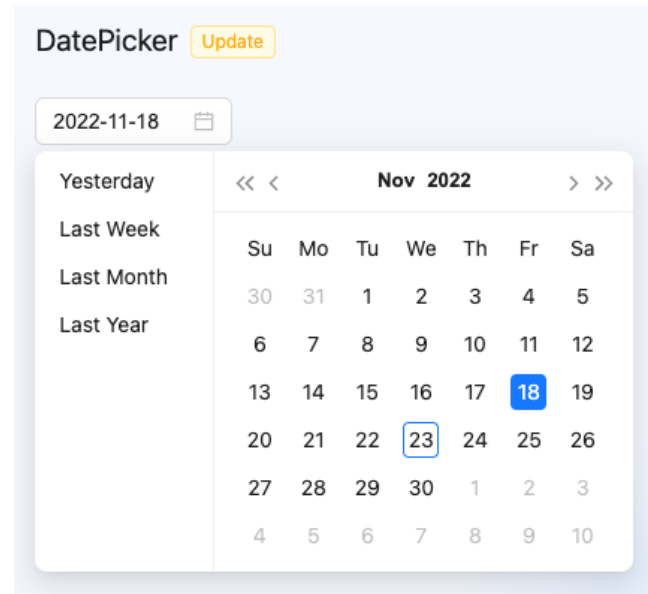 DatePicker Update
2022-11-18
Yesterday
Last Week
Last Month
Last Year
<< < Nov 2022 > >>
Su Mo Tu We Th Fr Sa
30 31 1 2 3 4 5
6 7 8 9 10 11 12
13 14 15 16 17 18 19
20 21 22 23 24 25 26
27 28 29 30 1 2 3
4 5 6 7 8 9 10